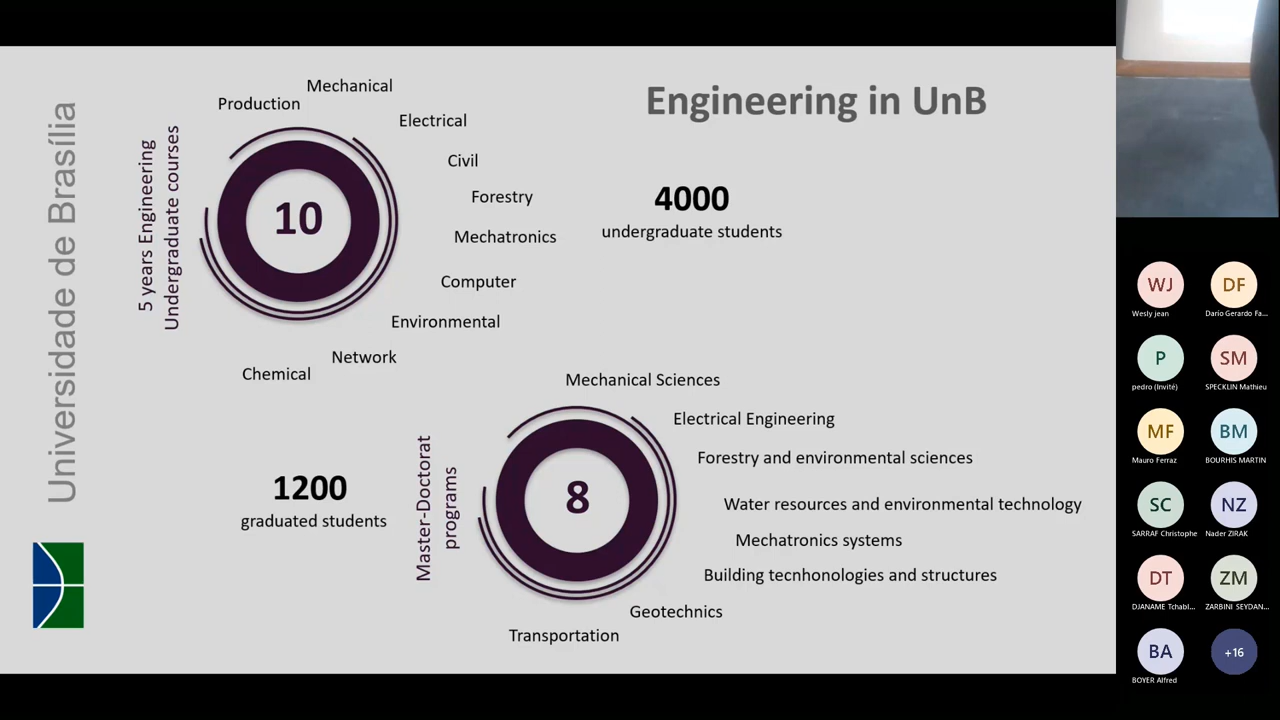 Universidade de Brasília
Engineering in UnB
5 years Engineering
Undergraduate courses
10
Production
Mechanical
Electrical
Civil
Forestry
Mechatronics
Computer
Environmental
Network
Chemical
4000
undergraduate students
1200
graduated students
Master-Doctorat
programs
8
Mechanical Sciences
Electrical Engineering
Forestry and environmental sciences
Water resources and environmental technology
Mechatronics systems
Building tecnhonologies and structures
Geotechnics
Transportation
WJ
Wesly jean
DF
Darío Gerardo Fa...
P
pedro (Invité)
SM
SPECKLIN Mathieu
MF
Mauro Ferraz
BM
BOURHIS MARTIN
SC
SARRAF Christophe
NZ
Nader ZIRAK
DT
DJANAME Tchabl...
ZM
ZARBINI SEYDAN...
BA
BOYER Alfred
+16